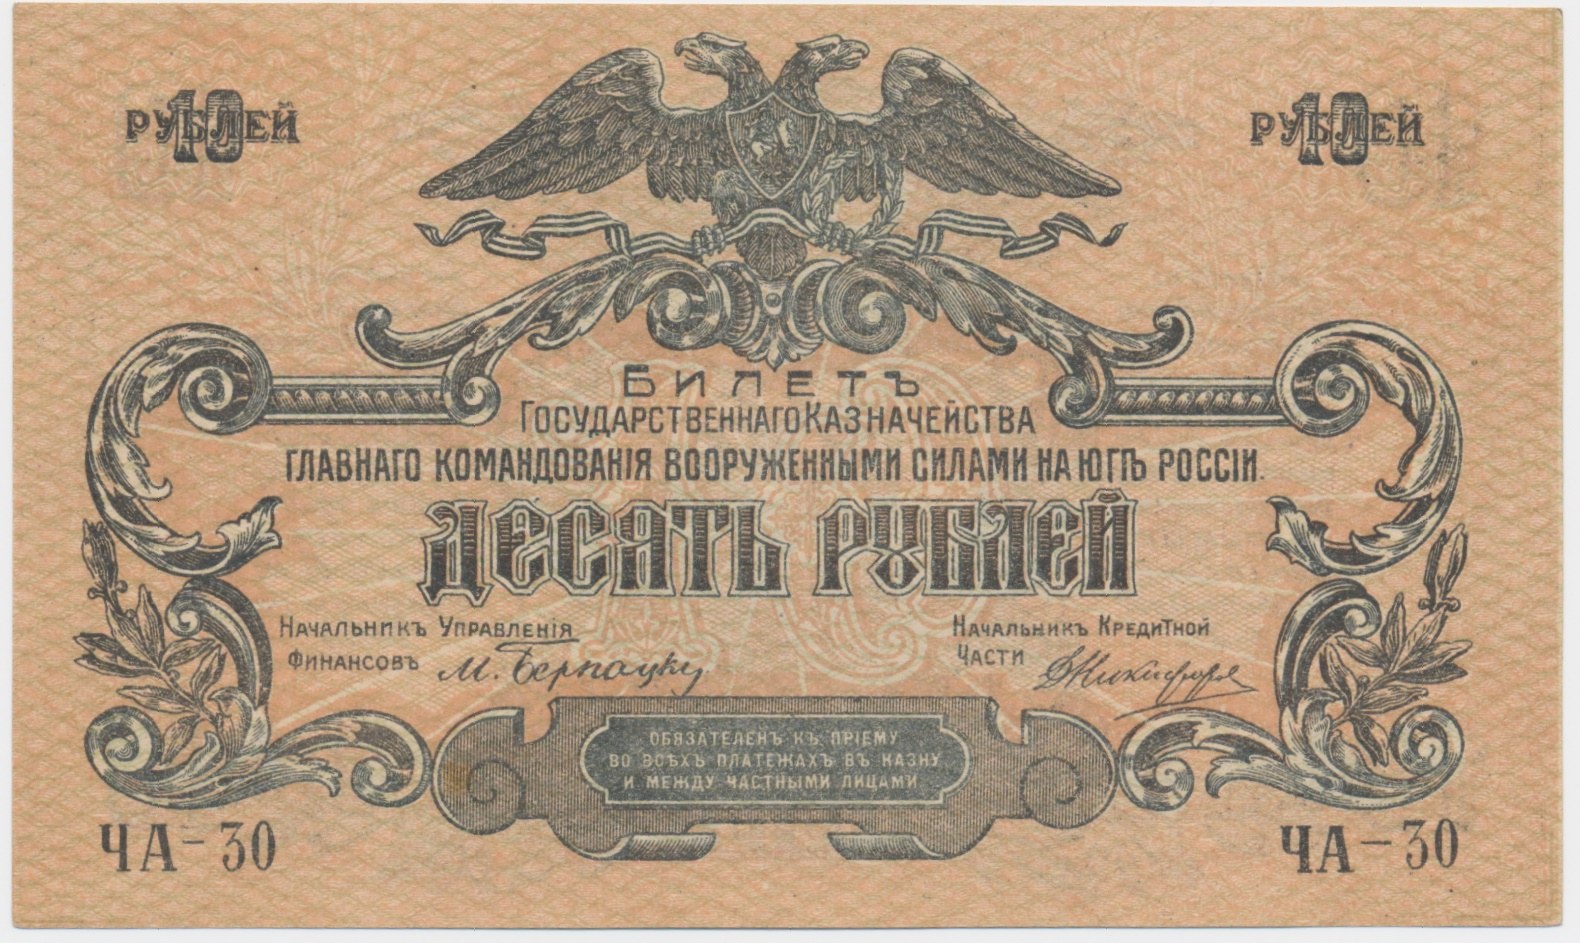 10 РУБЛЕЙ
10 РУБЛЕЙ
БИЛЕТЪ
ГОСУДАРСТВЕННАГО КАЗНАЧЕЙСТВА
ГЛАВНАГО КОМАНДОВАНІЯ ВООРУЖЕННЫМИ СИЛАМИ НА ЮГѢ РОССІИ.
ДЕСЯТЬ РУБЛЕЙ
НАЧАЛЬНИКЪ УПРАВЛЕНІЯ
ФИНАНСОВЪ М. Бернацкій
НАЧАЛЬНИКЪ КРЕДИТНОЙ
ЧАСТИ
ОБЯЗАТЕЛЕНЪ КЪ ПРІЕМУ
ВО ВСѢХЪ ПЛАТЕЖАХЪ ВЪ КАЗНУ
И МЕЖДУ ЧАСТНЫМИ ЛИЦАМИ
ЧА-30
ЧА-30